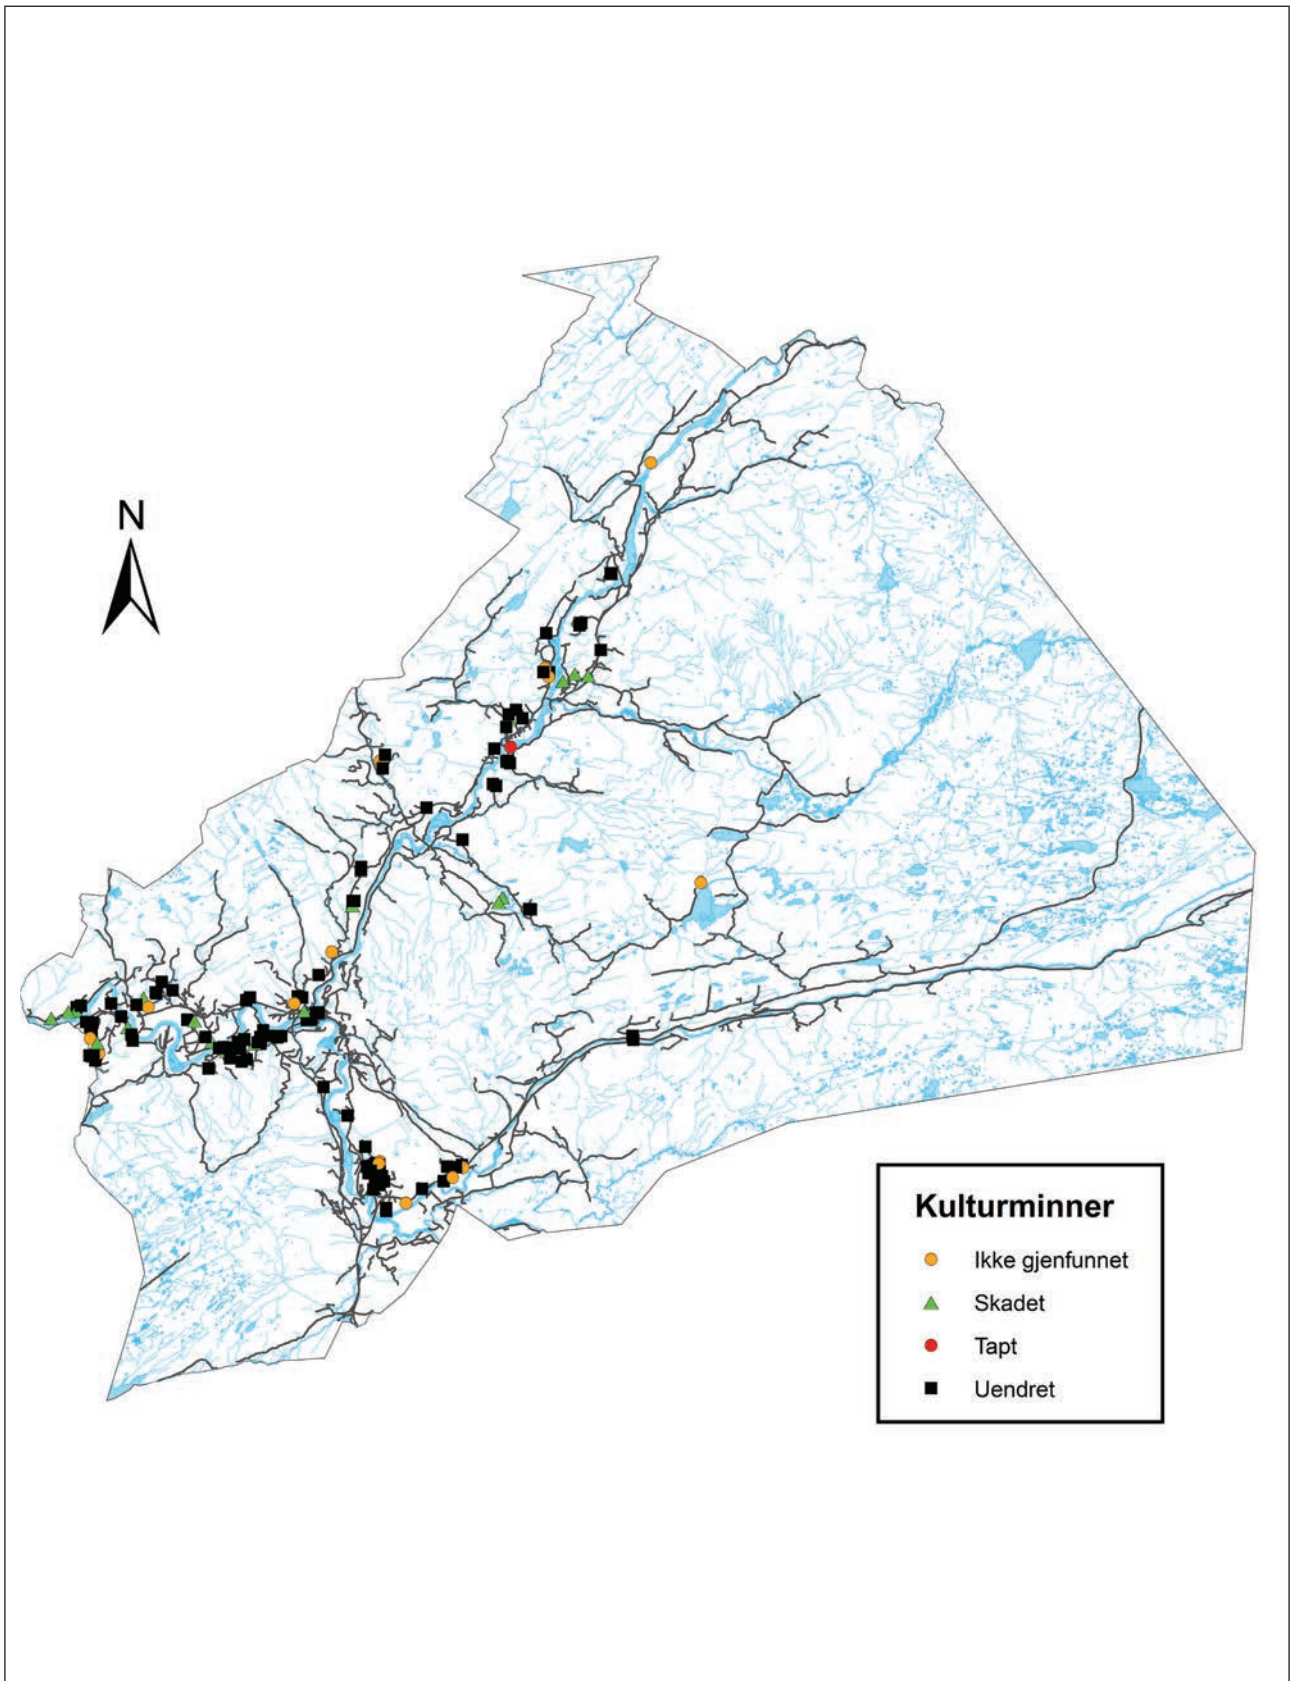 N
Kulturminner
Ikke gjenfunnet
Skadet
Tapt
Uendret